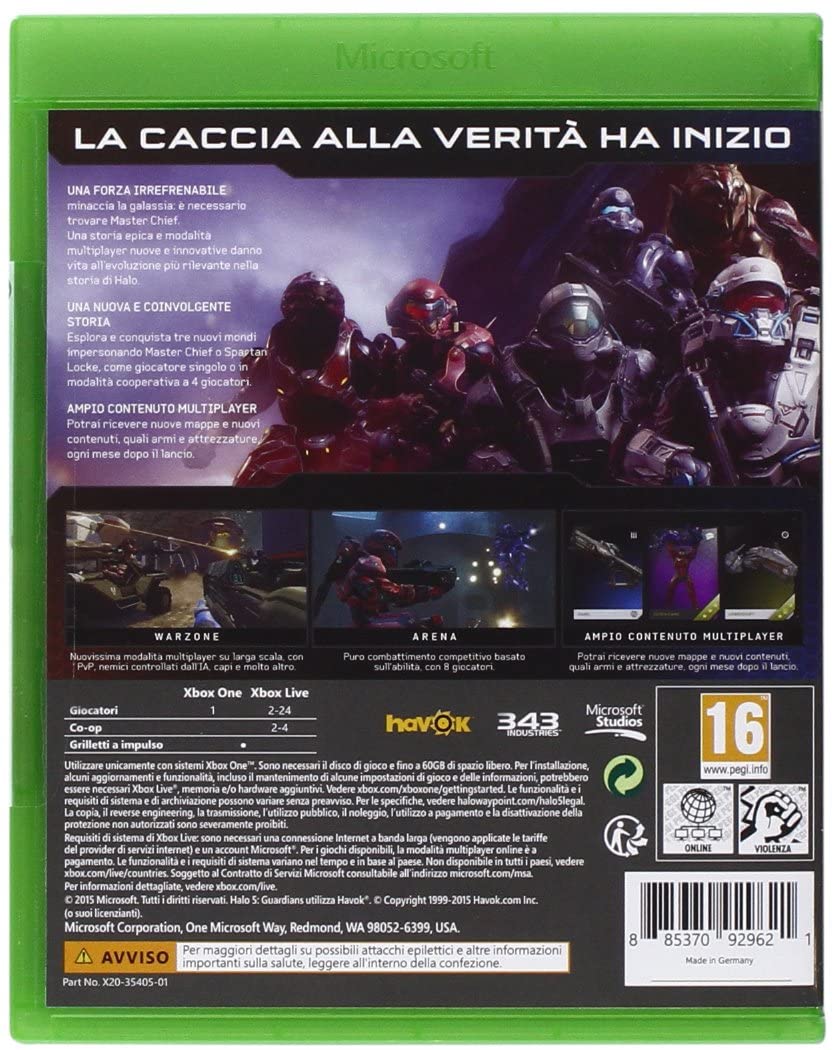 Microsoft
LA CACCIA ALLA VERITÀ HA INIZIO
UNA FORZA IRREFRENABILE
minaccia la galassia: è necessario
trovare Master Chief.
Una storia epica e modalità
multiplayer nuove e innovative danno
vita all'evoluzione più rilevante nella
storia di Halo.
UNA NUOVA E COINVOLGENTE
STORIA
Esplora e conquista tre nuovi mondi
impersonando Master Chief o Spartan
Locke, come giocatore singolo o in
modalità cooperativa a 4 giocatori.
AMPIO CONTENUTO MULTIPLAYER
Potrai ricevere nuove mappe e nuovi
contenuti, quali armi e attrezzature,
ogni mese dopo il lancio.
WARZONE
Nuovissima modalità multiplayer su larga scala, con
PvP, nemici controllati dall'IA, capi e molto altro.
ARENA
Puro combattimento competitivo basato
sull'abilità, con 8 giocatori.
AMPIO CONTENUTO MULTIPLAYER
Potrai ricevere nuove mappe e nuovi contenuti,
quali armi e attrezzature, ogni mese dopo il lancio.
Xbox One Xbox Live
Giocatori 1 2-24
Co-op 2-4
Grilletti a impulso •
havok
343
INDUSTRIES™
Microsoft
Studios
16
www.pegi.info
ONLINE
VIOLENZA
Utilizzare unicamente con sistemi Xbox One™. Sono necessari il disco di gioco e fino a 60GB di spazio libero. Per l'installazione,
alcuni aggiornamenti e funzionalità, incluso il mantenimento di alcune impostazioni di gioco e delle informazioni, potrebbero
essere necessari Xbox Live®, memoria e/o hardware aggiuntivi. Vedere xbox.com/xboxone/gettingstarted. Le funzionalità e i
requisiti di sistema e di archiviazione possono variare senza preavviso. Per le specifiche, vedere halowaypoint.com/halo5legal.
La copia, il reverse engineering, la trasmissione, l'utilizzo pubblico, il noleggio, l'utilizzo a pagamento e la disattivazione della
protezione non autorizzati sono severamente proibiti.
Requisiti di sistema di Xbox Live: sono necessari una connessione Internet a banda larga (vengono applicate le tariffe
del provider di servizi internet) e un account Microsoft®. Per i giochi disponibili, la modalità multiplayer online è a
pagamento. Le funzionalità e i requisiti di sistema variano nel tempo e in base al paese. Non disponibile in tutti i paesi, vedere
xbox.com/live/countries. Soggetto al Contratto di Servizi Microsoft consultabile all'indirizzo microsoft.com/msa.
Per informazioni dettagliate, vedere xbox.com/live.
© 2015 Microsoft. Tutti i diritti riservati. Halo 5: Guardians utilizza Havok®. © Copyright 1999-2015 Havok.com Inc.
(o suoi licenzianti).
Microsoft Corporation, One Microsoft Way, Redmond, WA 98052-6399, USA.
AVVISO
Per maggiori dettagli su possibili attacchi epilettici e altre informazioni
importanti sulla salute, leggere all'interno della confezione.
Part No. X20-35405-01
8 85370 92962 1
Made in Germany